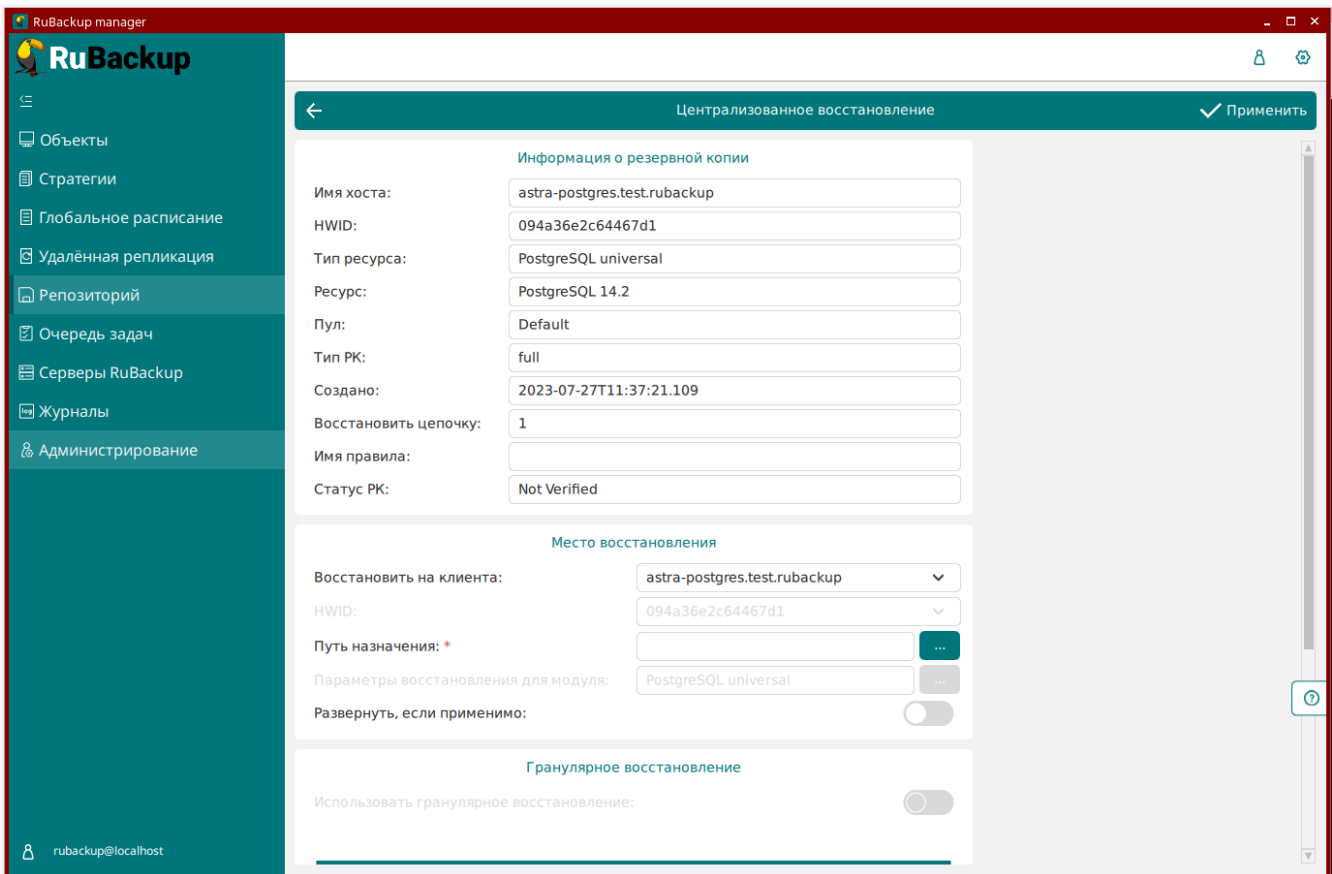 RuBackup manager
RuBackup
Объекты
Стратегии
Глобальное расписание
Удалённая репликация
Репозиторий
Очередь задач
Серверы RuBackup
log Журналы
Администрирование
rubackup@localhost
Централизованное восстановление
Применить
Информация о резервной копии
Имя хоста: astra-postgres.test.rubackup
HWID: 094a36e2c64467d1
Тип ресурса: PostgreSQL universal
Ресурс: PostgreSQL 14.2
Пул: Default
Тип РК: full
Создано: 2023-07-27T11:37:21.109
Восстановить цепочку: 1
Имя правила:
Статус РК: Not Verified
Место восстановления
Восстановить на клиента: astra-postgres.test.rubackup
HWID: 094a36e2c64467d1
Путь назначения: * ...
Параметры восстановления для модуля: PostgreSQL universal ...
Развернуть, если применимо:
Гранулярное восстановление
Использовать гранулярное восстановление: